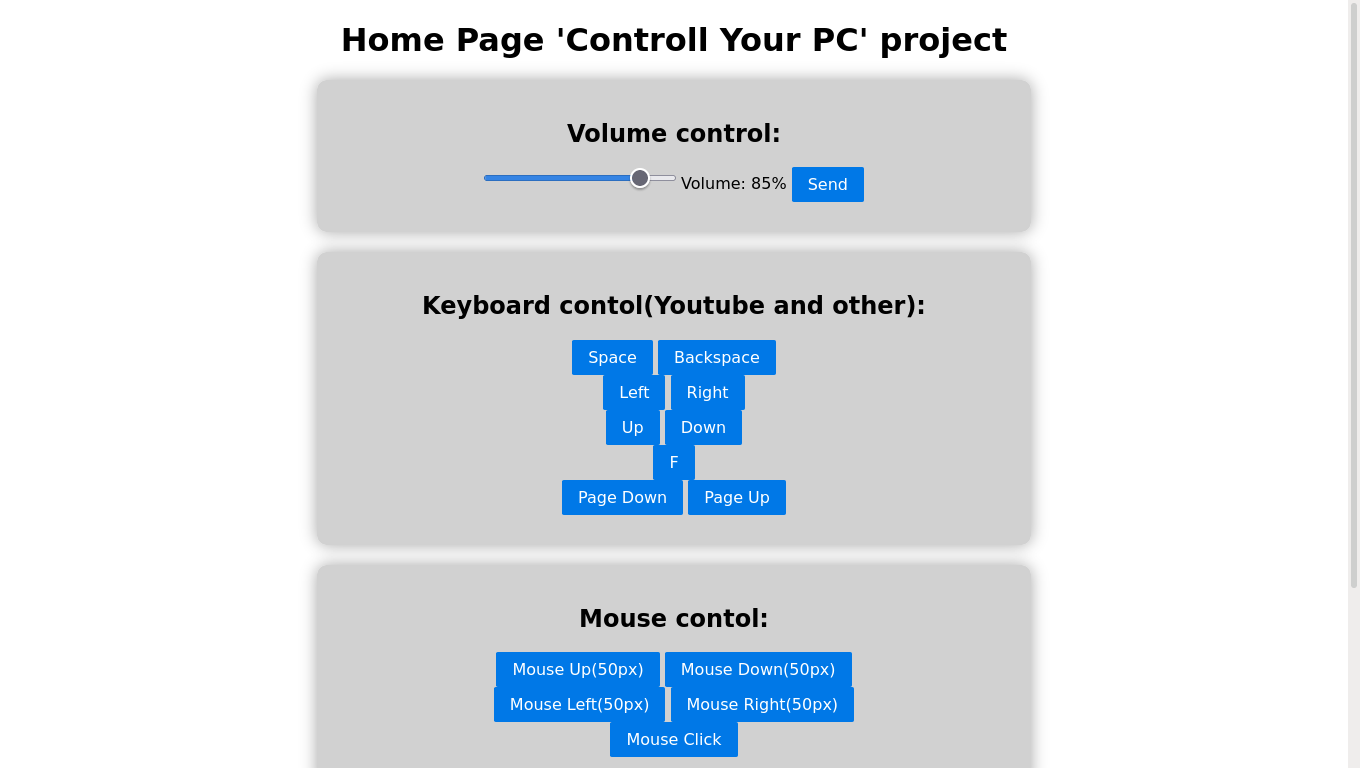 Home Page 'Controll Your PC' project
Volume control:
Volume: 85% Send
Keyboard contol(Youtube and other):
Space Backspace
Left Right
Up Down
F
Page Down Page Up
Mouse contol:
Mouse Up(50px) Mouse Down(50px)
Mouse Left(50px) Mouse Right(50px)
Mouse Click